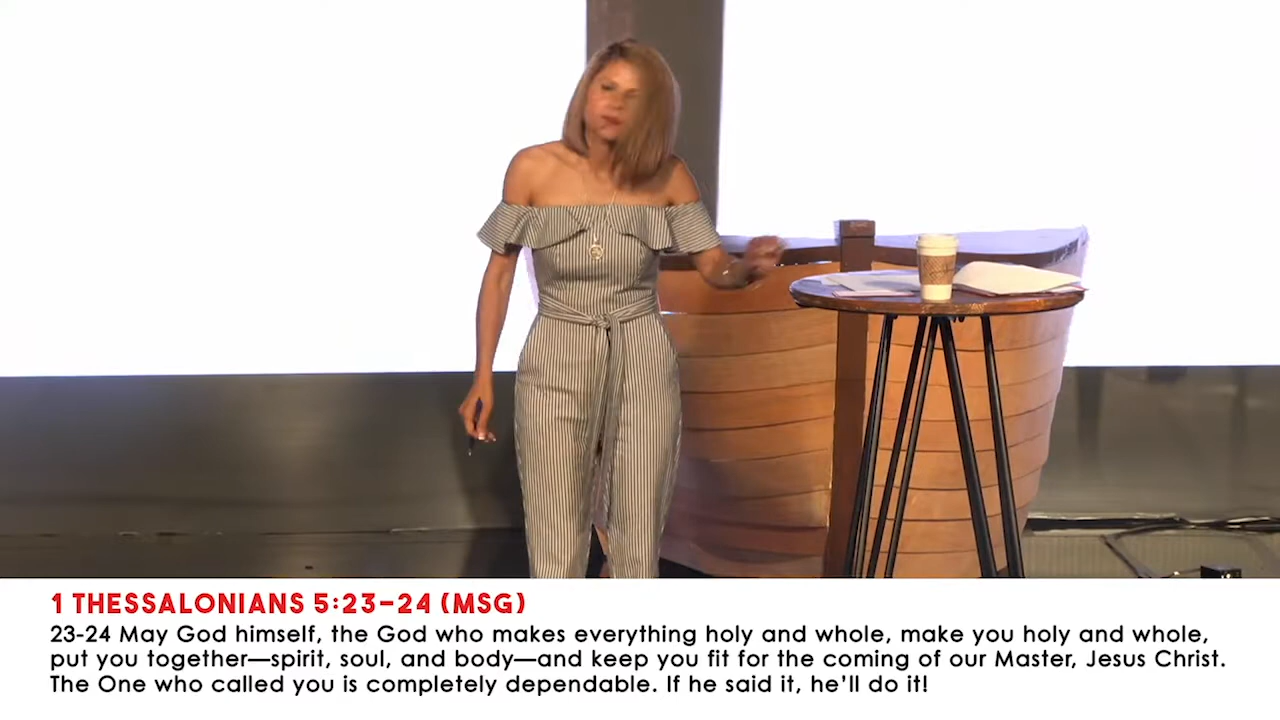 1 THESSALONIANS 5:23-24 (MSG)
23-24 May God himself, the God who makes everything holy and whole, make you holy and whole,
put you together—spirit, soul, and body—and keep you fit for the coming of our Master, Jesus Christ.
The One who called you is completely dependable. If he said it, he'll do it!